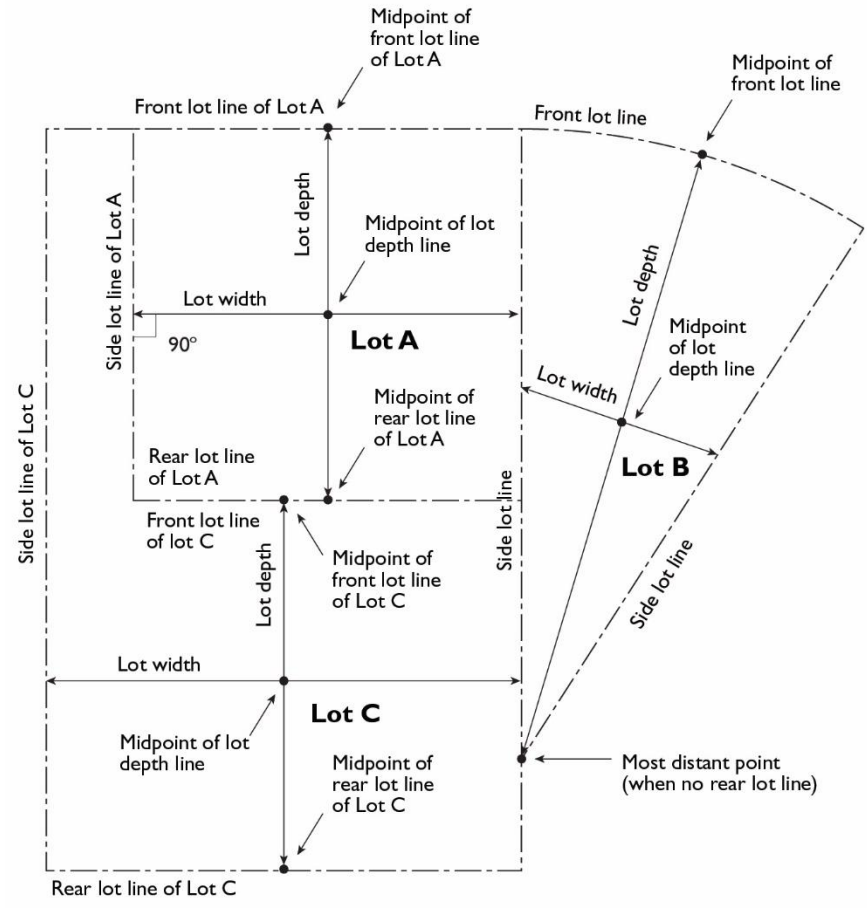 Midpoint of
front lot line
of Lot A
Midpoint of
front lot line
Front lot line of Lot A
Front lot line
Side lot line of Lot A
Lot depth
Midpoint of lot
depth line
Lot depth
Lot width
90°
Lot A
Midpoint
of lot
depth line
Lot width
Side lot line of Lot C
Midpoint of
rear lot line
of Lot A
Lot B
Rear lot line
of Lot A
Side lot line
Front lot line
of lot C
Midpoint of
front lot line
of Lot C
Lot depth
Side lot line
Lot width
Lot C
Midpoint of lot
depth line
Midpoint of
rear lot line
of Lot C
Most distant point
(when no rear lot line)
Rear lot line of Lot C